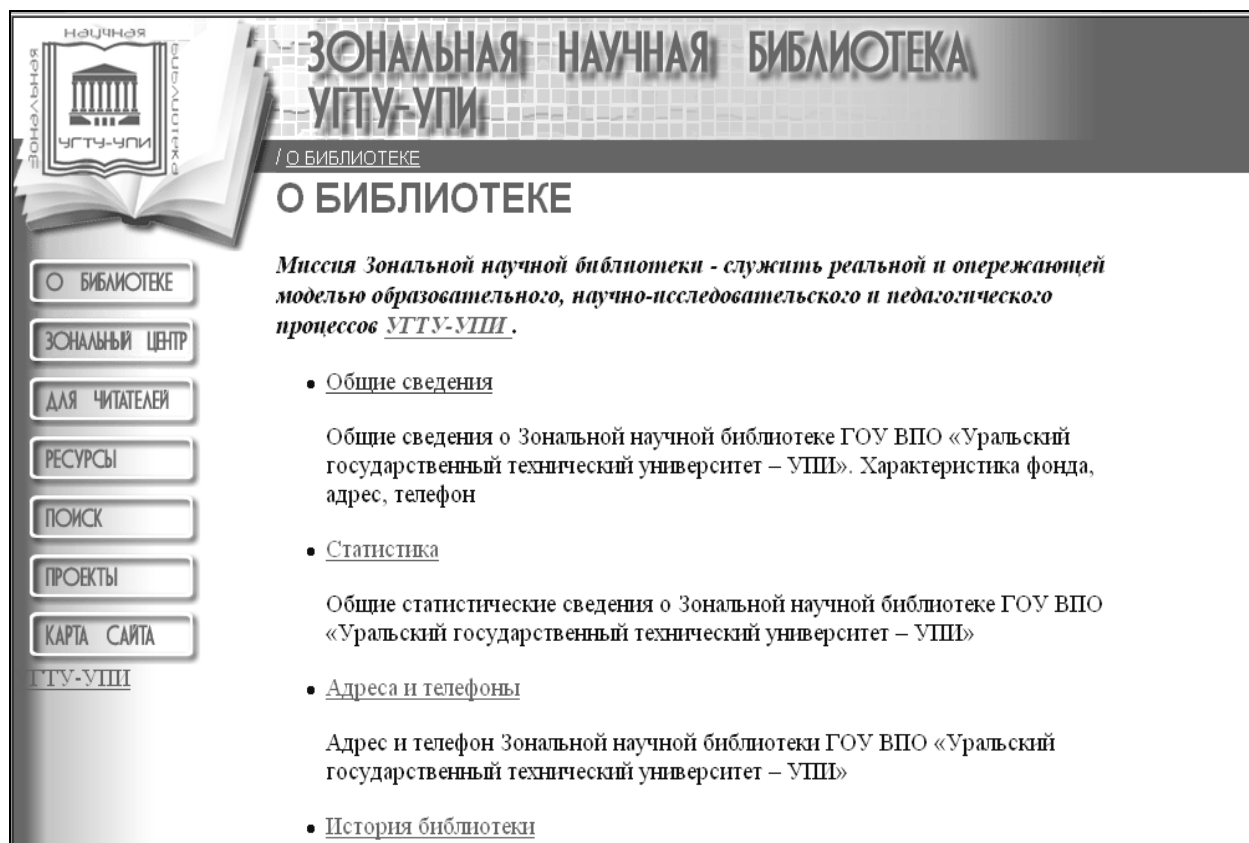 научная
Зональная
библиотека
УГТУ-УПИ
ЗОНАЛЬНАЯ НАУЧНАЯ БИБЛИОТЕКА
УГТУ-УПИ
/ О БИБЛИОТЕКЕ
О БИБЛИОТЕКЕ
О БИБЛИОТЕКЕ
ЗОНАЛЬНЫЙ ЦЕНТР
ДЛЯ ЧИТАТЕЛЕЙ
РЕСУРСЫ
ПОИСК
ПРОЕКТЫ
КАРТА САЙТА
УГТУ-УПИ
Миссия Зональной научной библиотеки - служить реальной и опережающей
моделью образовательного, научно-исследовательского и педагогического
процессов УГТУ-УПИ .
• Общие сведения
Общие сведения о Зональной научной библиотеке ГОУ ВПО «Уральский
государственный технический университет – УПИ». Характеристика фонда,
адрес, телефон
• Статистика
Общие статистические сведения о Зональной научной библиотеке ГОУ ВПО
«Уральский государственный технический университет – УПИ»
• Адреса и телефоны
Адрес и телефон Зональной научной библиотеки ГОУ ВПО «Уральский
государственный технический университет – УПИ»
• История библиотеки